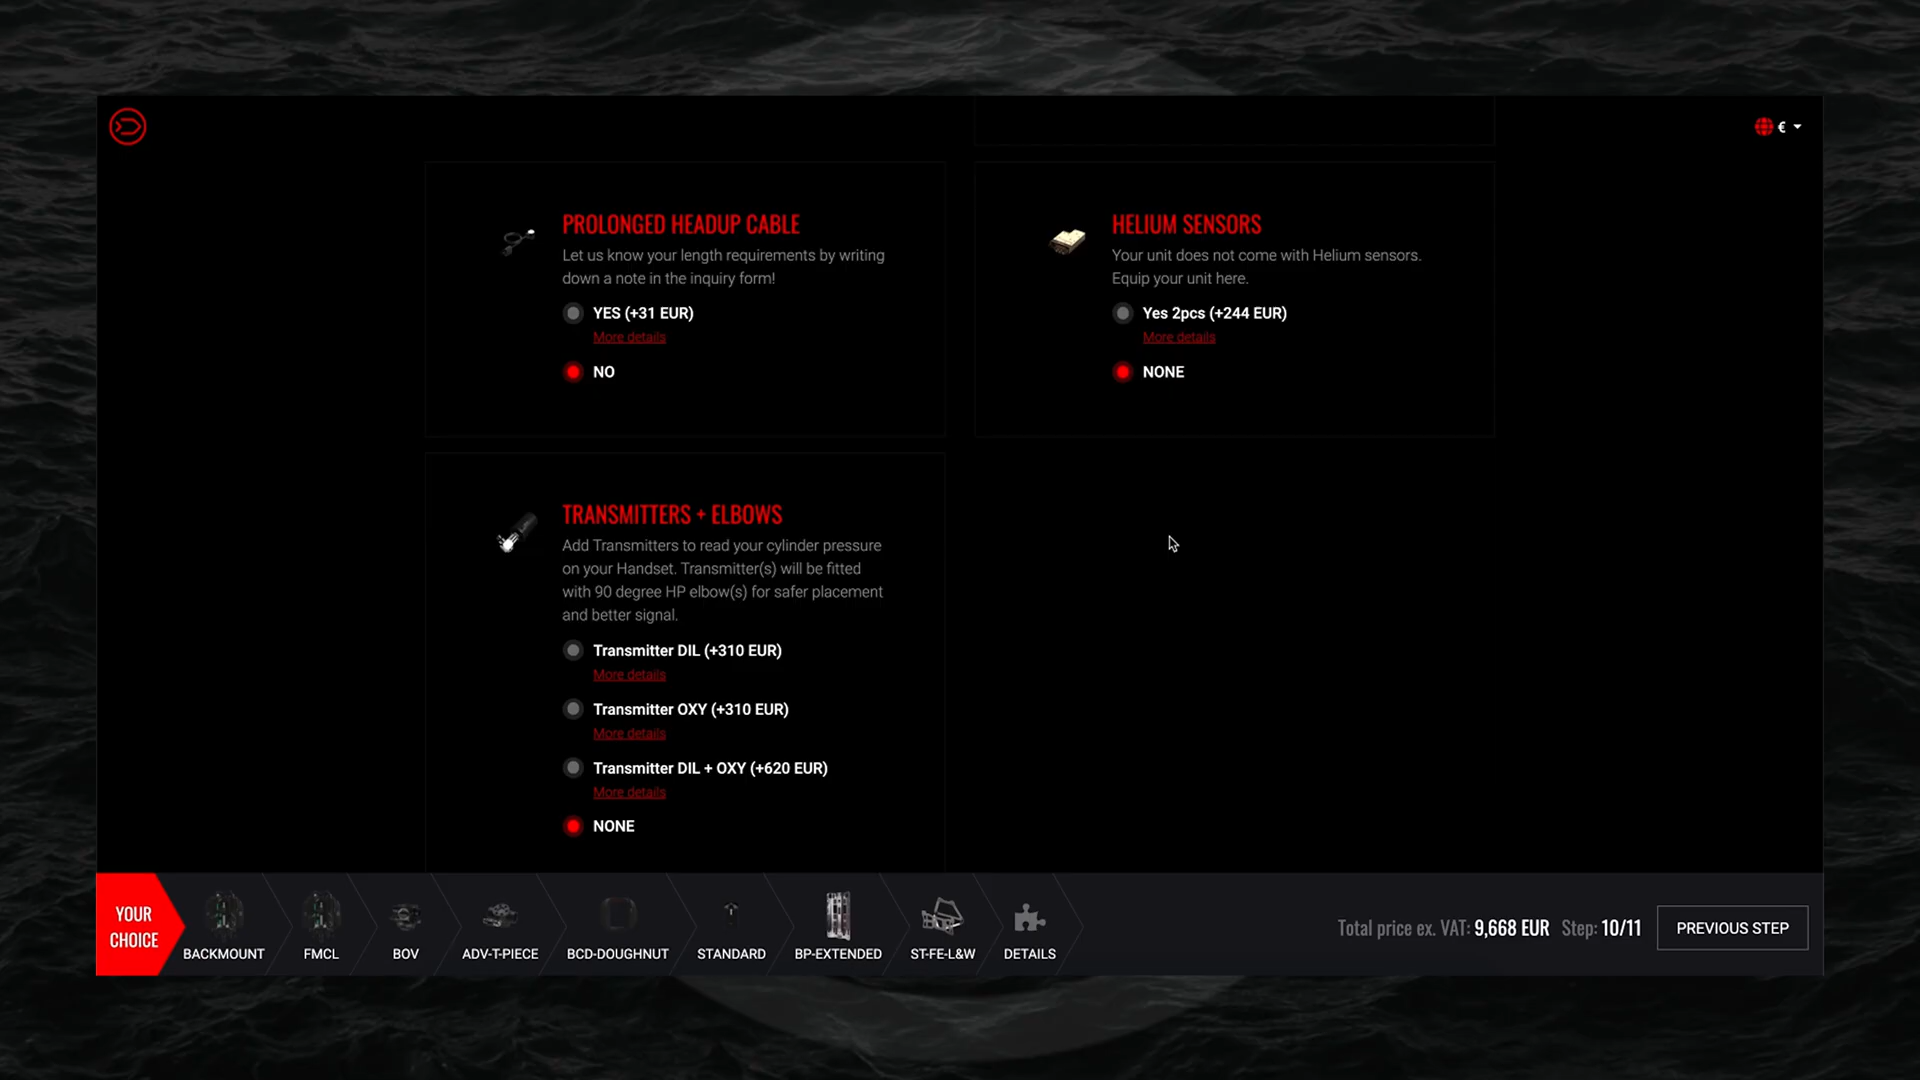 €
PROLONGED HEADUP CABLE
Let us know your length requirements by writing
down a note in the inquiry form!
YES (+31 EUR)
More details
NO
HELIUM SENSORS
Your unit does not come with Helium sensors.
Equip your unit here.
Yes 2pcs (+244 EUR)
More details
NONE
TRANSMITTERS + ELBOWS
Add Transmitters to read your cylinder pressure
on your Handset. Transmitter(s) will be fitted
with 90 degree HP elbow(s) for safer placement
and better signal.
Transmitter DIL (+310 EUR)
More details
Transmitter OXY (+310 EUR)
More details
Transmitter DIL + OXY (+620 EUR)
More details
NONE
YOUR
CHOICE
BACKMOUNT
FMCL
BOV
ADV-T-PIECE
BCD-DOUGHNUT
STANDARD
BP-EXTENDED
ST-FE-L&W
DETAILS
Total price ex. VAT: 9,668 EUR Step: 10/11
PREVIOUS STEP